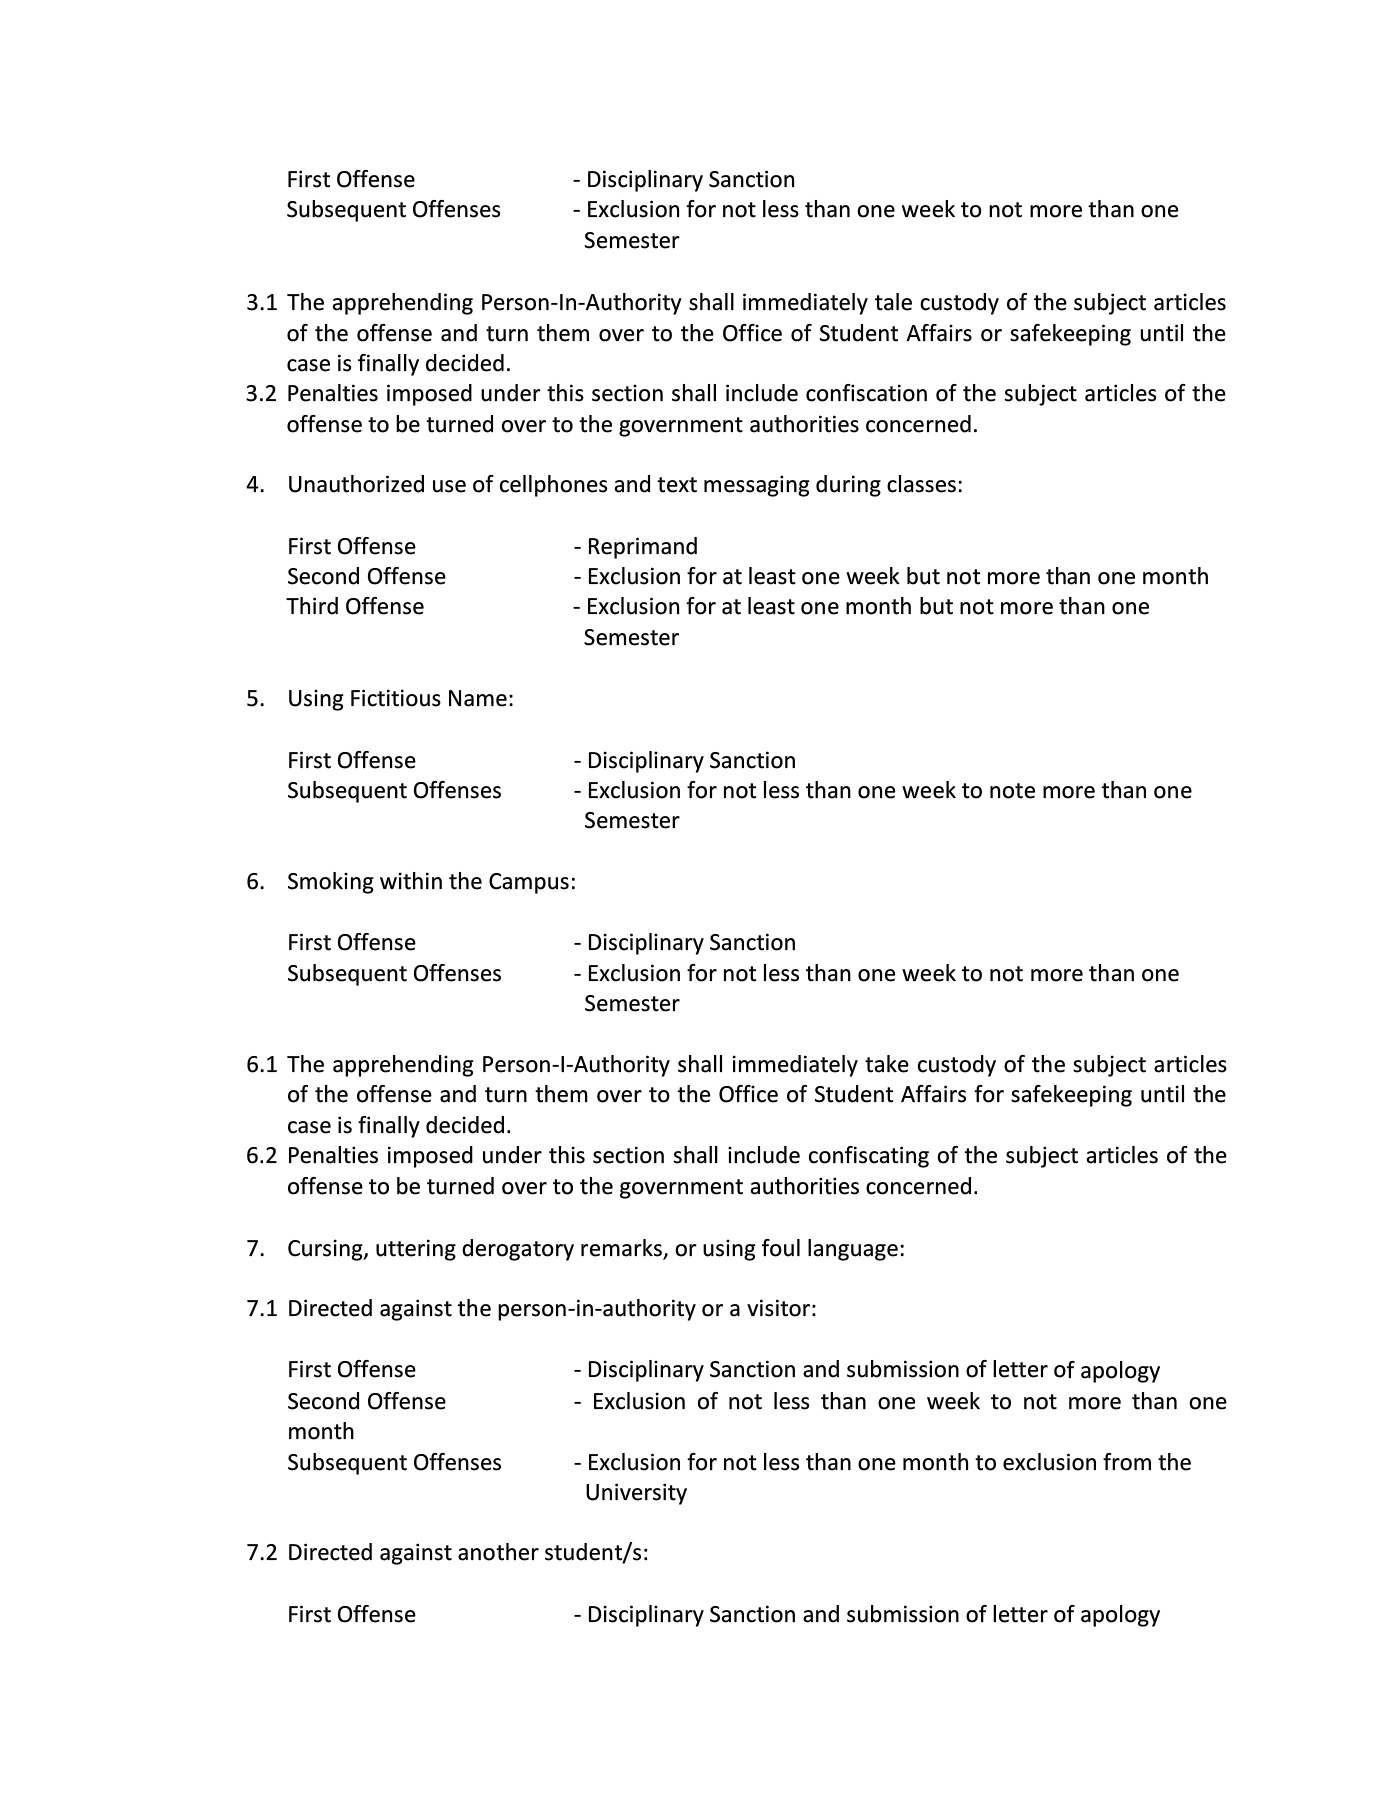 First Offense - Disciplinary Sanction
Subsequent Offenses - Exclusion for not less than one week to not more than one
Semester
3.1 The apprehending Person-In-Authority shall immediately tale custody of the subject articles
of the offense and turn them over to the Office of Student Affairs or safekeeping until the
case is finally decided.
3.2 Penalties imposed under this section shall include confiscation of the subject articles of the
offense to be turned over to the government authorities concerned.
4. Unauthorized use of cellphones and text messaging during classes:
First Offense - Reprimand
Second Offense - Exclusion for at least one week but not more than one month
Third Offense - Exclusion for at least one month but not more than one
Semester
5. Using Fictitious Name:
First Offense - Disciplinary Sanction
Subsequent Offenses - Exclusion for not less than one week to note more than one
Semester
6. Smoking within the Campus:
First Offense - Disciplinary Sanction
Subsequent Offenses - Exclusion for not less than one week to not more than one
Semester
6.1 The apprehending Person-I-Authority shall immediately take custody of the subject articles
of the offense and turn them over to the Office of Student Affairs for safekeeping until the
case is finally decided.
6.2 Penalties imposed under this section shall include confiscating of the subject articles of the
offense to be turned over to the government authorities concerned.
7. Cursing, uttering derogatory remarks, or using foul language:
7.1 Directed against the person-in-authority or a visitor:
First Offense - Disciplinary Sanction and submission of letter of apology
Second Offense - Exclusion of not less than one week to not more than one
month
Subsequent Offenses - Exclusion for not less than one month to exclusion from the
University
7.2 Directed against another student/s:
First Offense - Disciplinary Sanction and submission of letter of apology